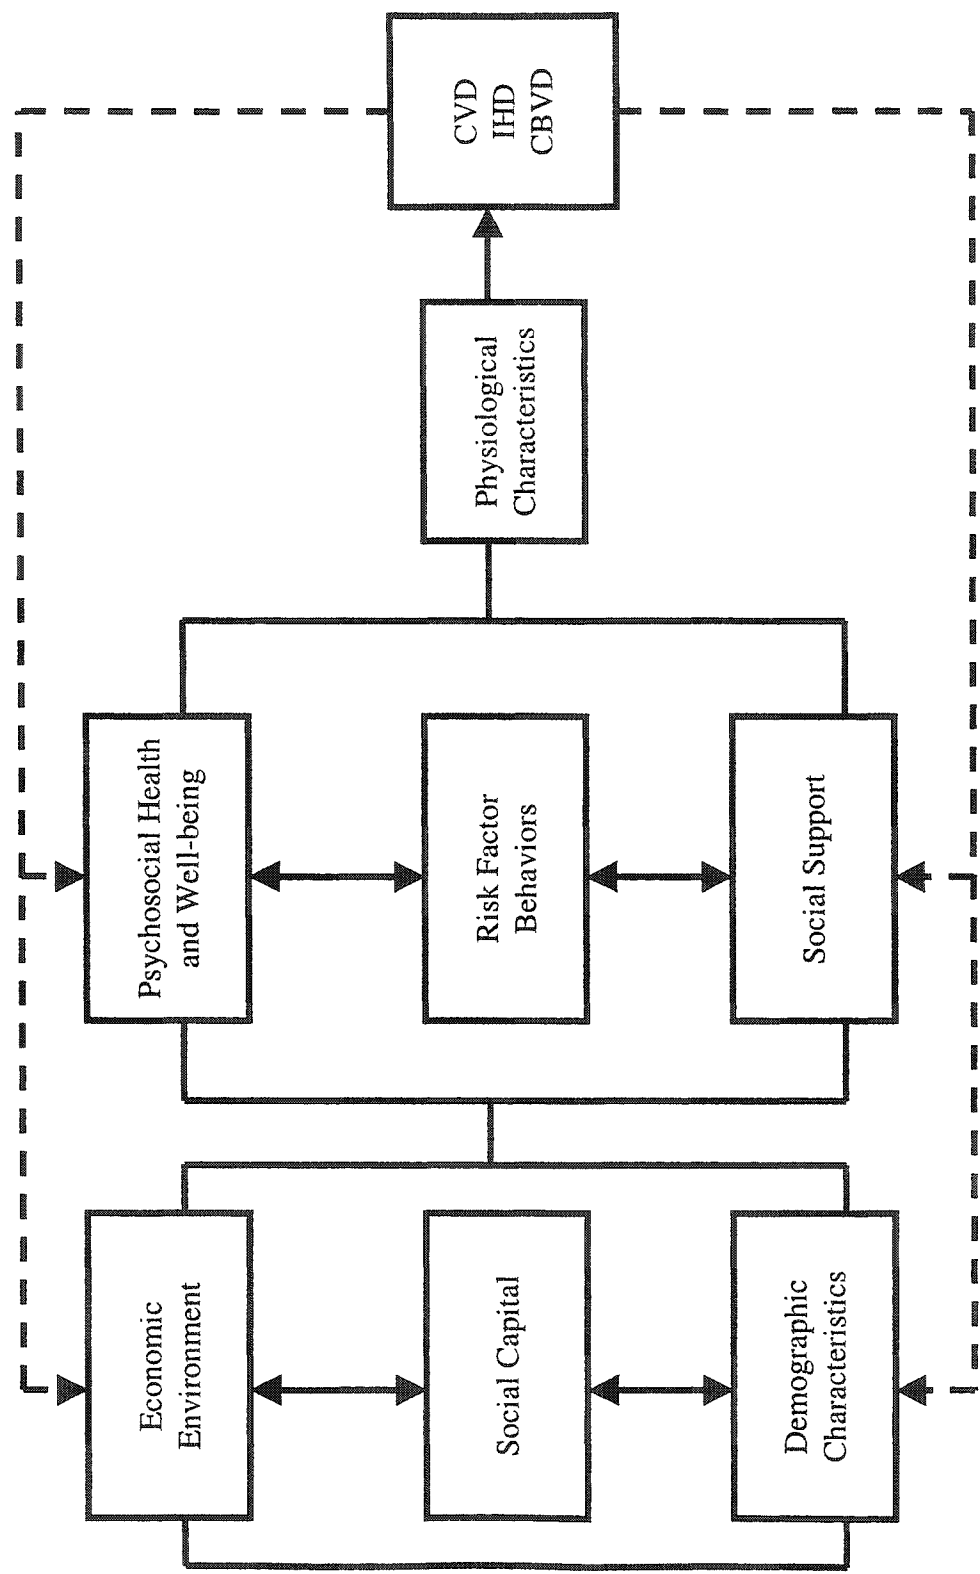 Economic
Environment
Social Capital
Demographic
Characteristics
Psychosocial Health
and Well-being
Risk Factor
Behaviors
Social Support
Physiological
Characteristics
CVD
IHD
CBVD